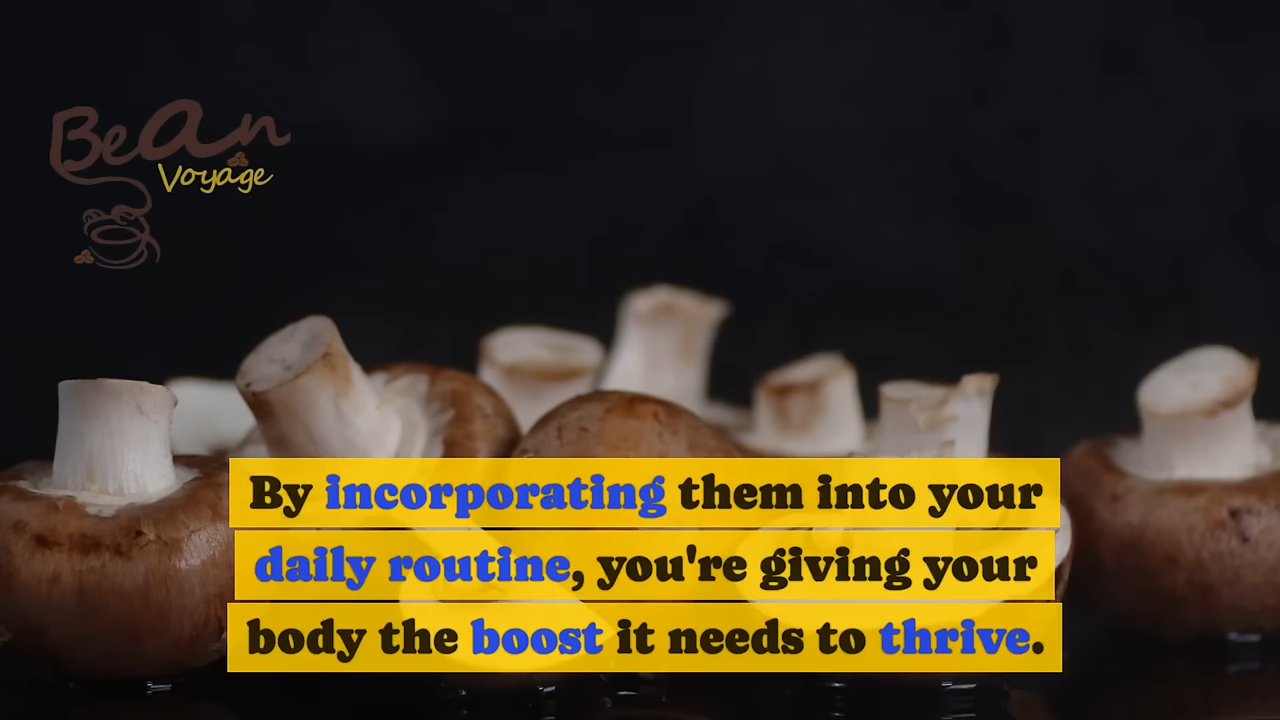 Bean
Voyage
By incorporating them into your
daily routine, you're giving your
body the boost it needs to thrive.